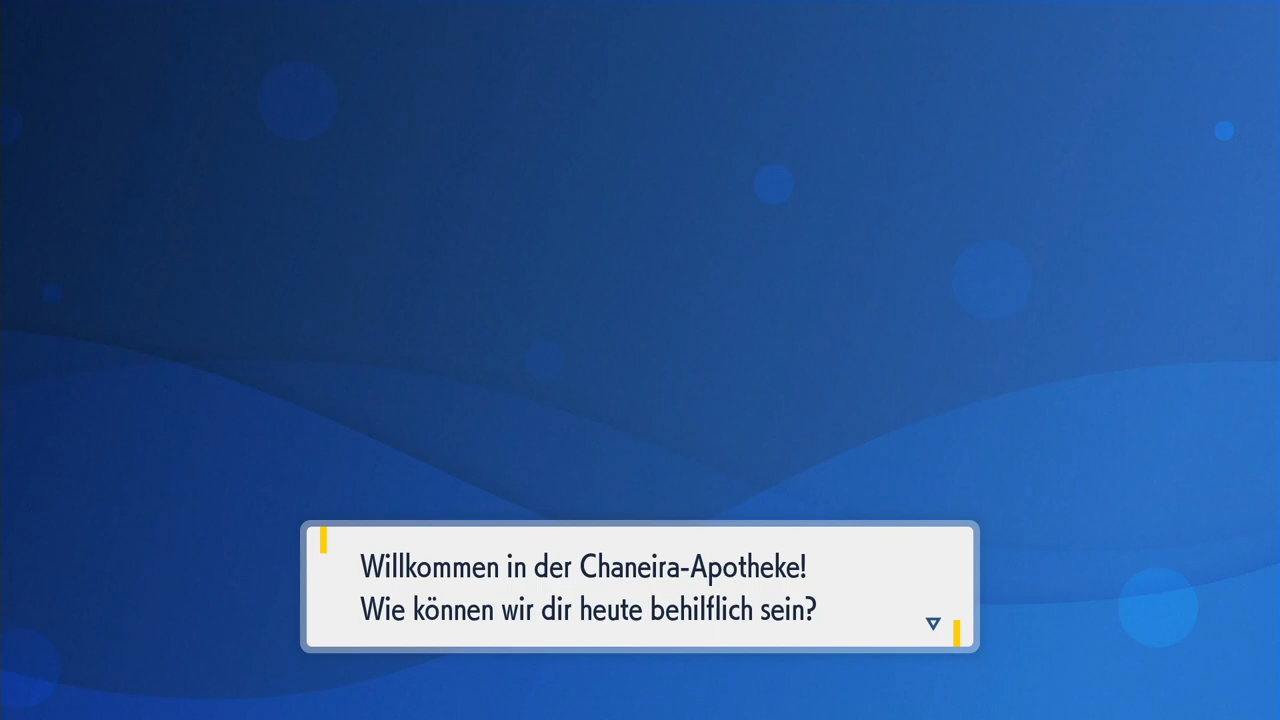 Willkommen in der Chaneira-Apotheke!
Wie können wir dir heute behilflich sein?